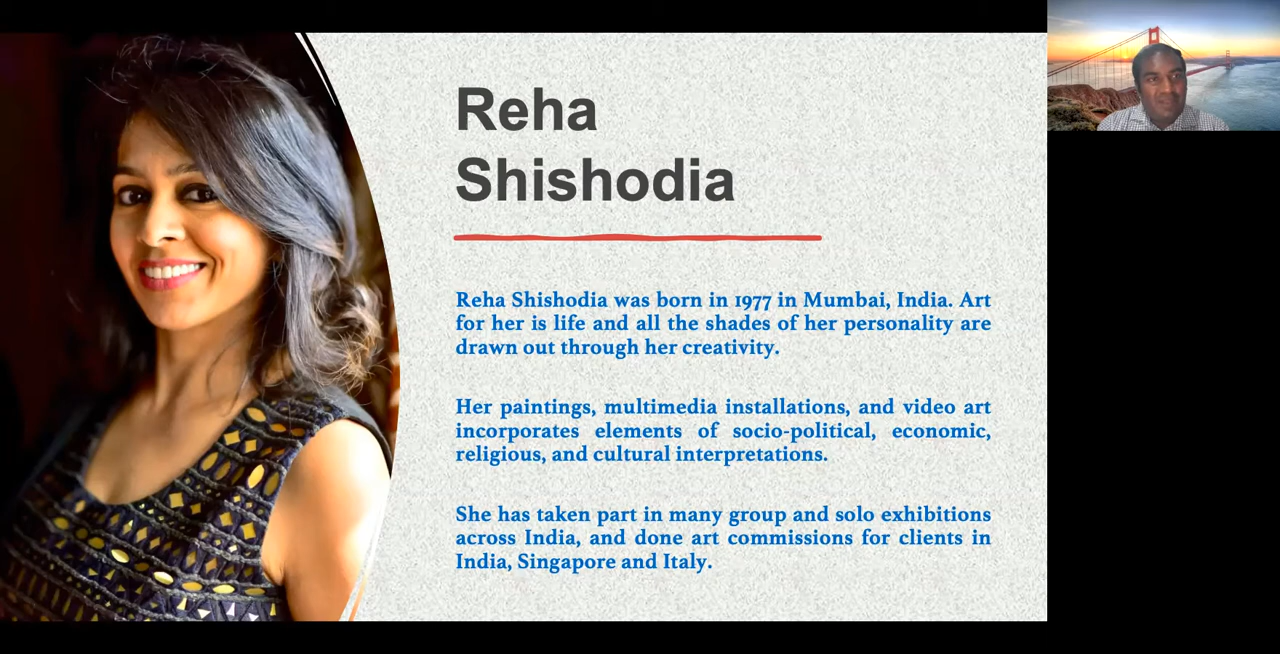 Reha
Shishodia
Reha Shishodia was born in 1977 in Mumbai, India. Art
for her is life and all the shades of her personality are
drawn out through her creativity.
Her paintings, multimedia installations, and video art
incorporates elements of socio-political, economic,
religious, and cultural interpretations.
She has taken part in many group and solo exhibitions
across India, and done art commissions for clients in
India, Singapore and Italy.